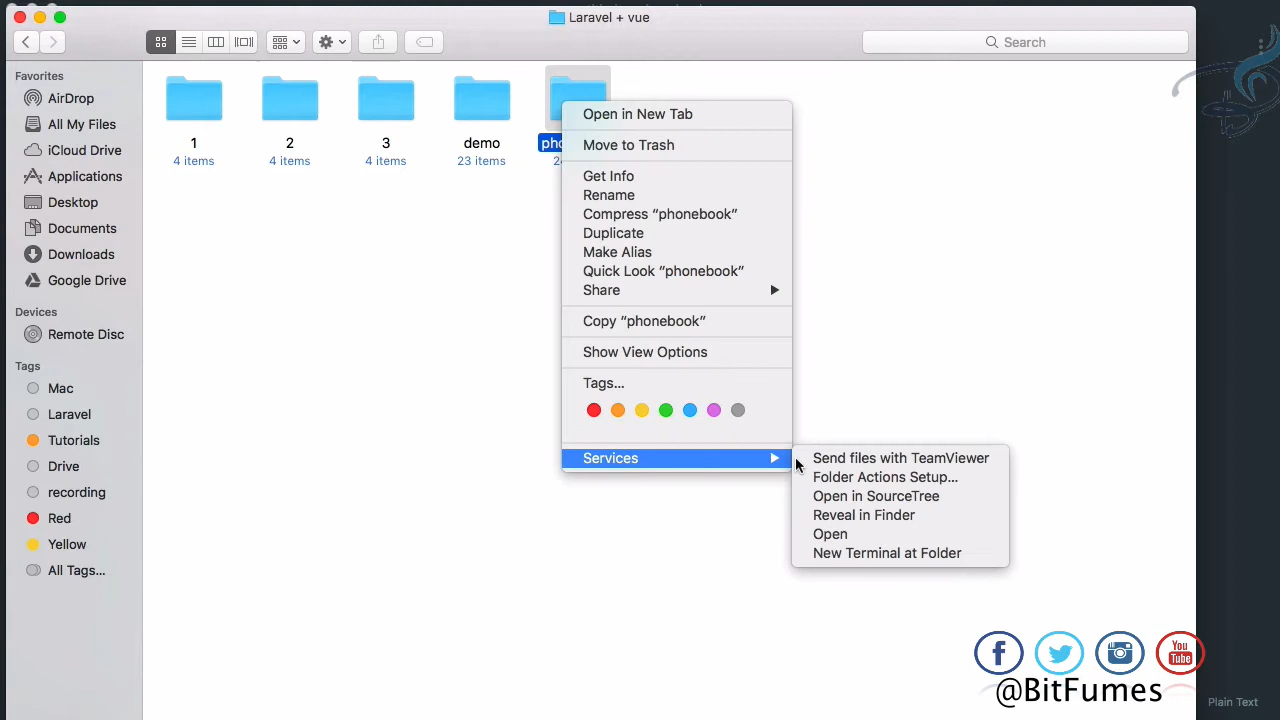 Laravel + vue
Search
Favorites
AirDrop
All My Files
iCloud Drive
Applications
Desktop
Documents
Downloads
Google Drive
Devices
Remote Disc
Tags
Mac
Laravel
Tutorials
Drive
recording
Red
Yellow
All Tags...
1
4 items
2
4 items
3
4 items
demo
23 items
Open in New Tab
Move to Trash
Get Info
Rename
Compress “phonebook”
Duplicate
Make Alias
Quick Look “phonebook”
Share
Copy “phonebook”
Show View Options
Tags...
Services
Send files with TeamViewer
Folder Actions Setup...
Open in SourceTree
Reveal in Finder
Open
New Terminal at Folder
You
Tube
@BitFumes
Plain Text